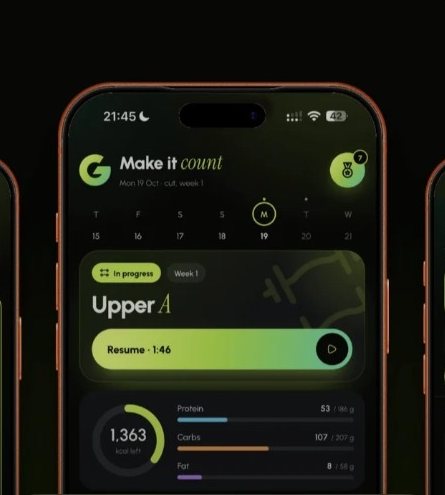 21:45
42
G
Make it count
7
Mon 19 Oct · cut, week 1
T F S S M T W
15 16 17 18 19 20 21
In progress
Week 1
Upper A
Resume · 1:46
Protein 53 / 186 g
1,363
kcal left
Carbs 107 / 207 g
Fat 8 / 58 g